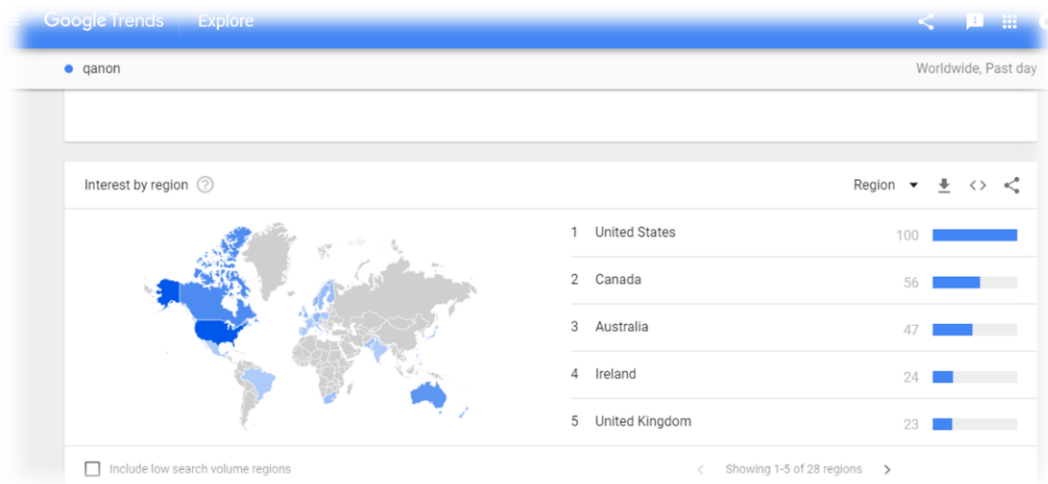 Google Trends Explore
qanon Worldwide, Past day
Interest by region ? Region
1 United States 100
2 Canada 56
3 Australia 47
4 Ireland 24
5 United Kingdom 23
Include low search volume regions Showing 1-5 of 28 regions